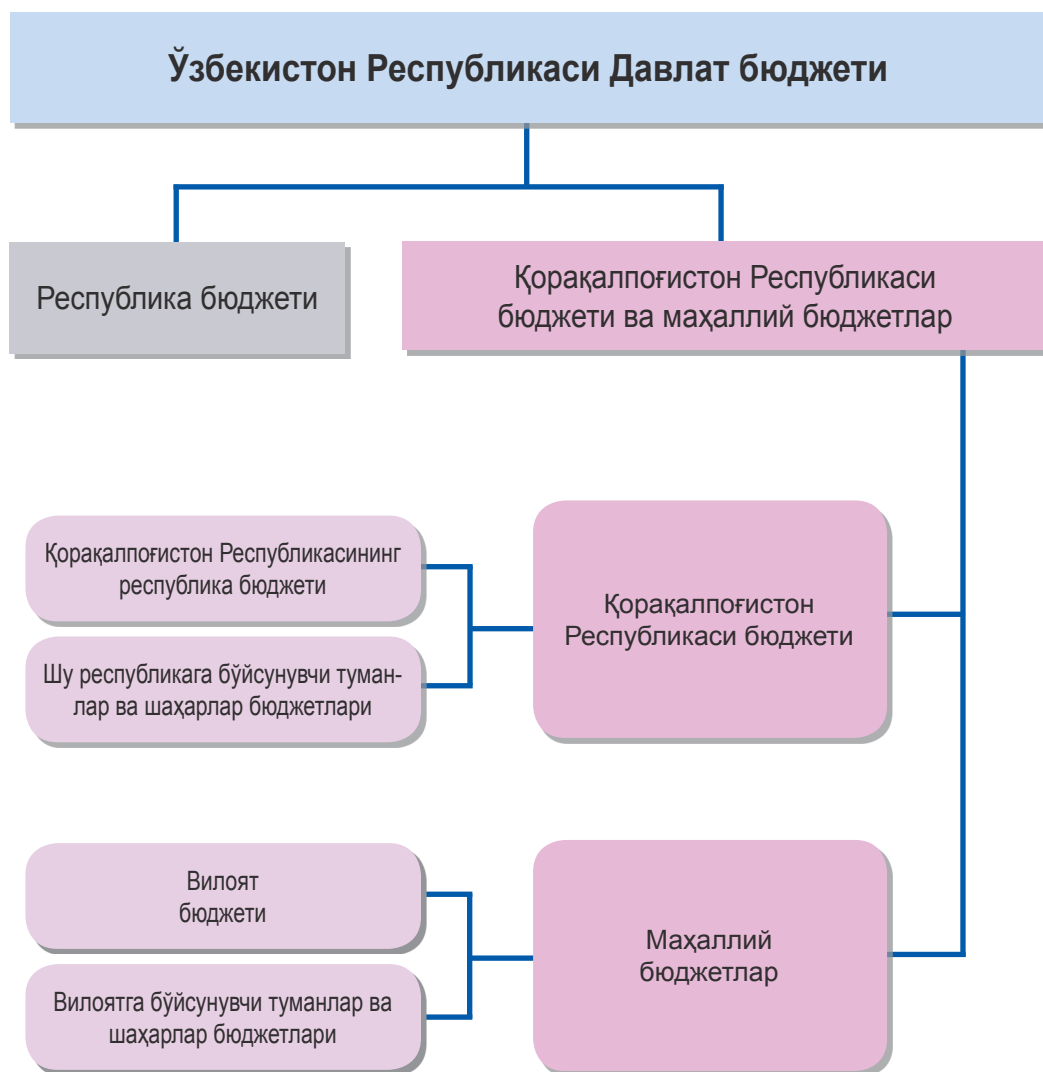 Ўзбекистон Республикаси Давлат бюджети
Республика бюджети
Қорақалпоғистон Республикаси
бюджети ва маҳаллий бюджетлар
Қорақалпоғистон Республикасининг
республика бюджети
Шу республикага бўйсунувчи туман-
лар ва шаҳарлар бюджетлари
Қорақалпоғистон
Республикаси бюджети
Вилоят
бюджети
Вилоятга бўйсунувчи туманлар ва
шаҳарлар бюджетлари
Маҳаллий
бюджетлар